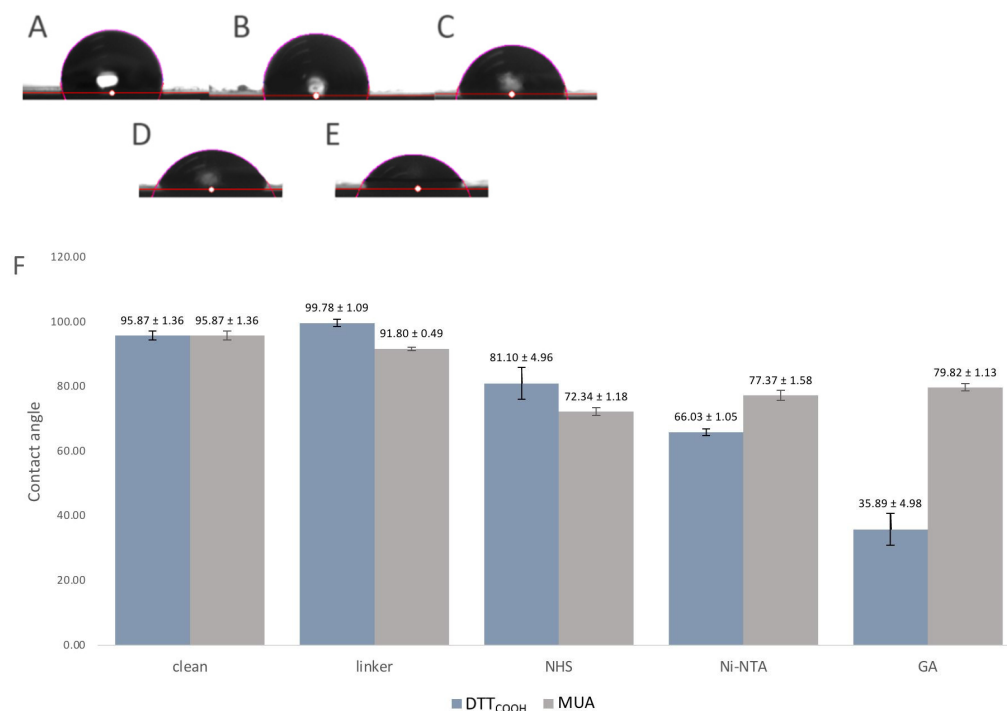 A B C
D E
F
120.00
100.00
80.00
60.00
40.00
20.00
0.00
Contact angle
95.87 ± 1.36 95.87 ± 1.36 99.78 ± 1.09 91.80 ± 0.49 81.10 ± 4.96 72.34 ± 1.18 66.03 ± 1.05 77.37 ± 1.58 35.89 ± 4.98 79.82 ± 1.13
clean linker NHS Ni-NTA GA
DTTCOOH MUA